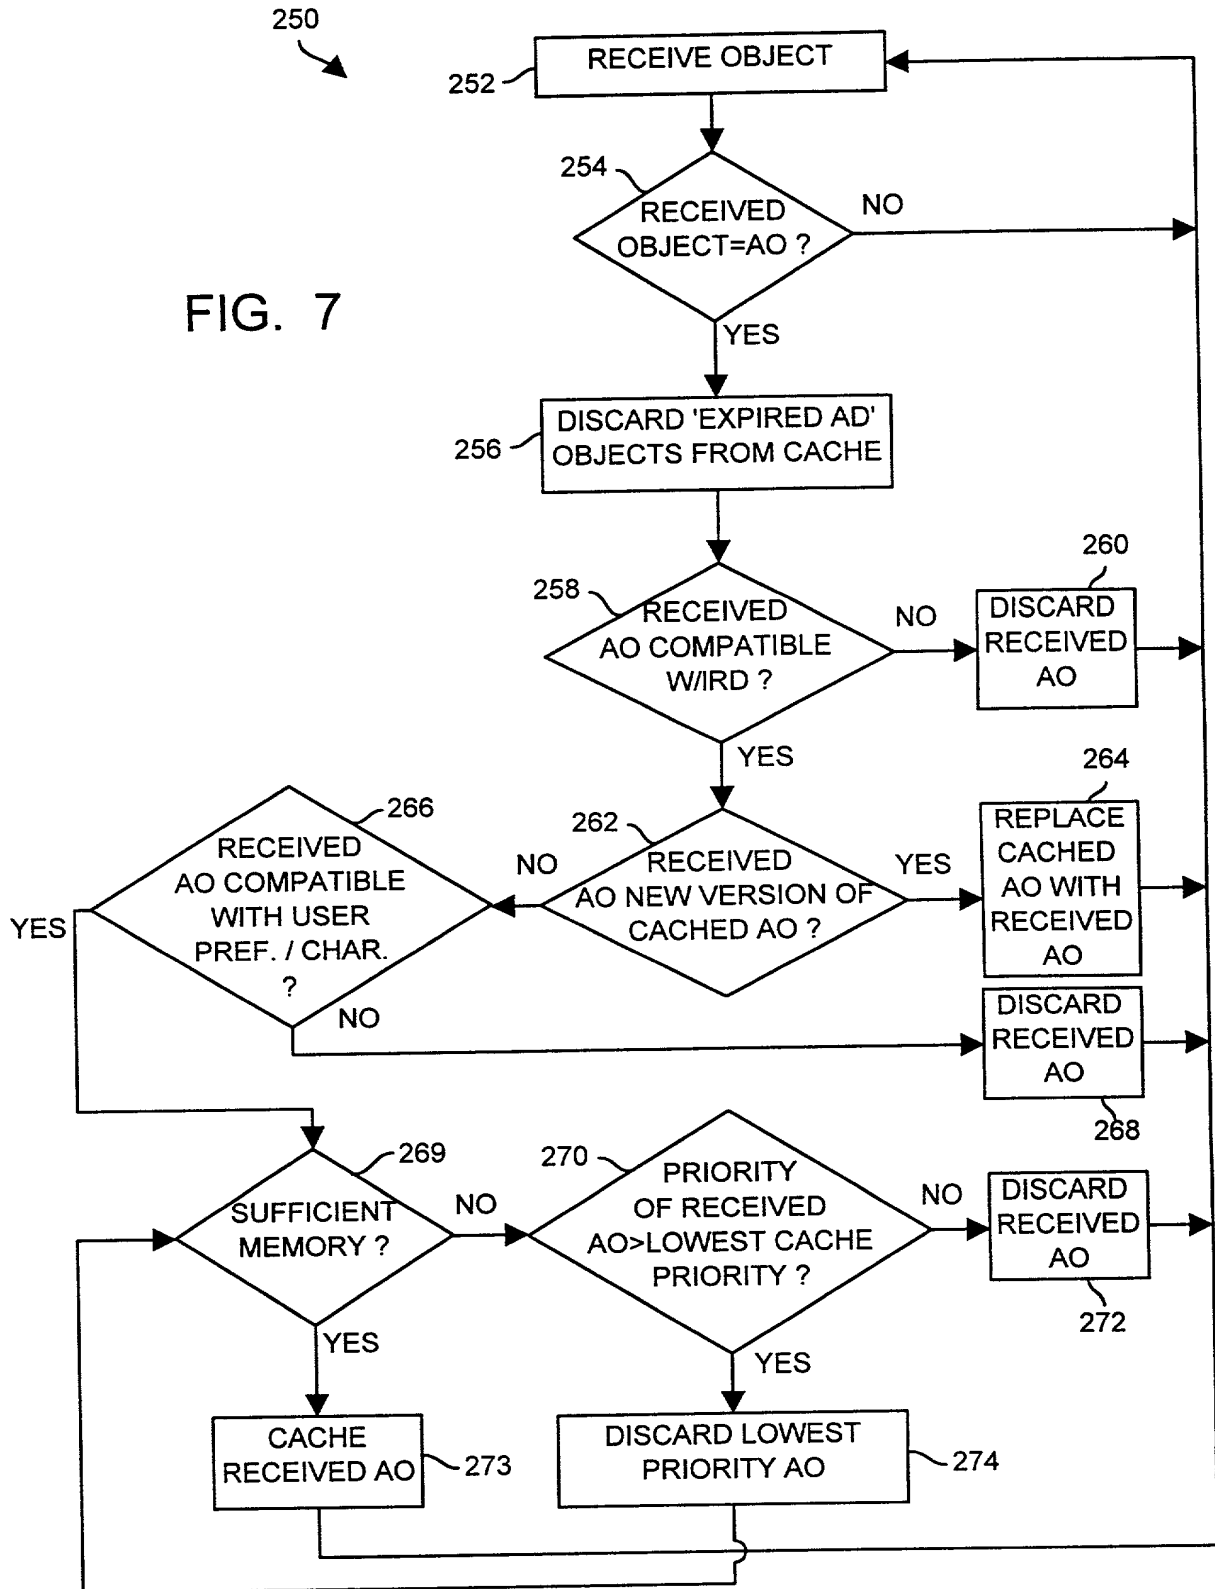 250
RECEIVE OBJECT
252
254
RECEIVED
OBJECT=AO ?
NO
FIG. 7
YES
DISCARD 'EXPIRED AD'
OBJECTS FROM CACHE
256
258
RECEIVED
AO COMPATIBLE
W/IRD ?
NO
260
DISCARD
RECEIVED
AO
YES
266
RECEIVED
AO COMPATIBLE
WITH USER
PREF. / CHAR.
?
YES
NO
262
RECEIVED
AO NEW VERSION OF
CACHED AO ?
NO
YES
264
REPLACE
CACHED
AO WITH
RECEIVED
AO
DISCARD
RECEIVED
AO
268
269
SUFFICIENT
MEMORY ?
NO
YES
270
PRIORITY
OF RECEIVED
AO>LOWEST CACHE
PRIORITY ?
NO
DISCARD
RECEIVED
AO
272
YES
CACHE
RECEIVED AO
273
DISCARD LOWEST
PRIORITY AO
274